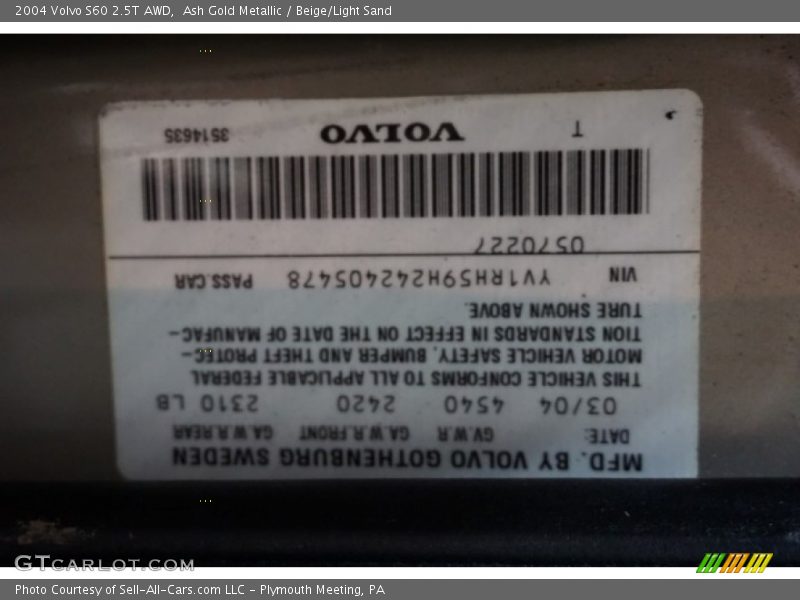 2004 Volvo S60 2.5T AWD,  Ash Gold Metallic / Beige/Light Sand
MFD. BY VOLVO GOTHENBURG SWEDEN
DATE: GV.W.R GA.W.R.FRONT GA.W.R.REAR
03/04 4540 2420 2310 LB
THIS VEHICLE CONFORMS TO ALL APPLICABLE FEDERAL
MOTOR VEHICLE SAFETY, BUMPER AND THEFT PROTEC-
TION STANDARDS IN EFFECT ON THE DATE OF MANUFAC-
TURE SHOWN ABOVE.
VIN YV1RH59H242405478 PASS CAR
0570227
T VOLVO 3514635
GTCARLOT.COM
Photo Courtesy of Sell-All-Cars.com LLC - Plymouth Meeting, PA